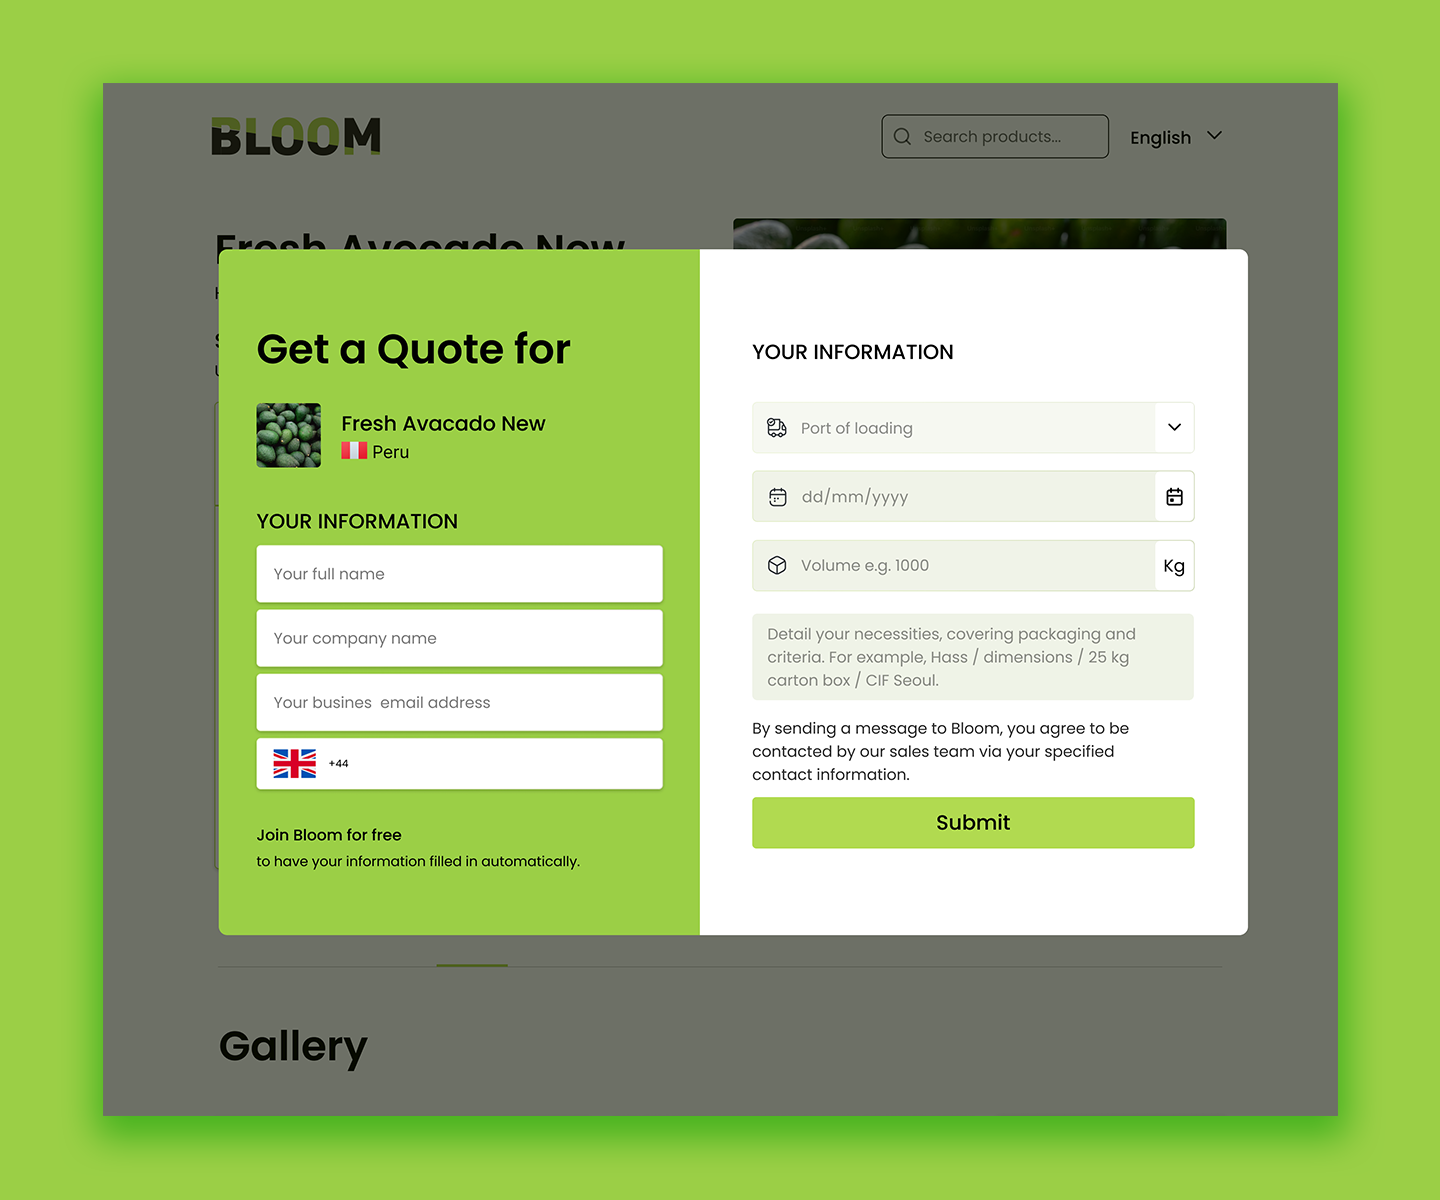 BLOOM
Search products...
English
Fresh Avocado New
Get a Quote for
Fresh Avacado New
Peru
YOUR INFORMATION
Your full name
Your company name
Your busines  email address
+44
Join Bloom for free
to have your information filled in automatically.
YOUR INFORMATION
Port of loading
dd/mm/yyyy
Volume e.g. 1000
Kg
Detail your necessities, covering packaging and
criteria. For example, Hass / dimensions / 25 kg
carton box / CIF Seoul.
By sending a message to Bloom, you agree to be
contacted by our sales team via your specified
contact information.
Submit
Gallery